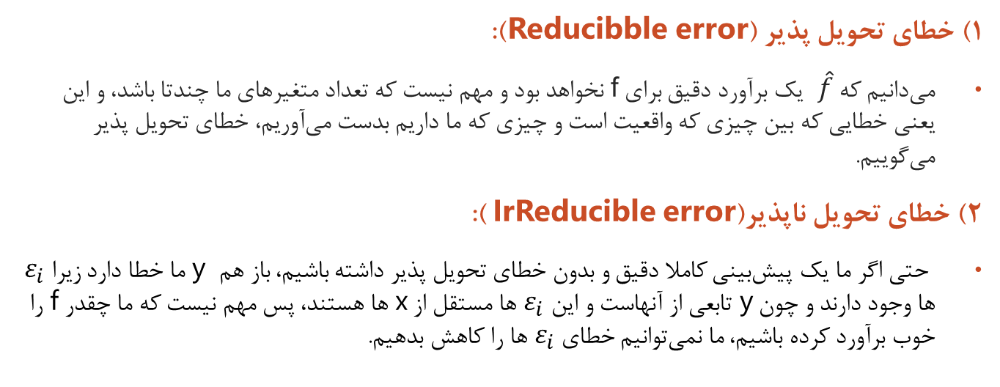 ۱) خطای تحویل پذیر (Reducibble error):
• می‌دانیم که f̂ یک برآورد دقیق برای f نخواهد بود و مهم نیست که تعداد متغیرهای ما چندتا باشد، و این
یعنی خطایی که بین چیزی که واقعیت است و چیزی که ما داریم بدست می‌آوریم، خطای تحویل پذیر
می‌گوییم.
۲) خطای تحویل ناپذیر(IrReducible error ):
• حتی اگر ما یک پیش‌بینی کاملا دقیق و بدون خطای تحویل پذیر داشته باشیم، باز هم y ما خطا دارد زیرا εᵢ
ها وجود دارند و چون y تابعی از آنهاست و این εᵢ ها مستقل از x ها هستند، پس مهم نیست که ما چقدر f را
خوب برآورد کرده باشیم، ما نمی‌توانیم خطای εᵢ ها را کاهش بدهیم.